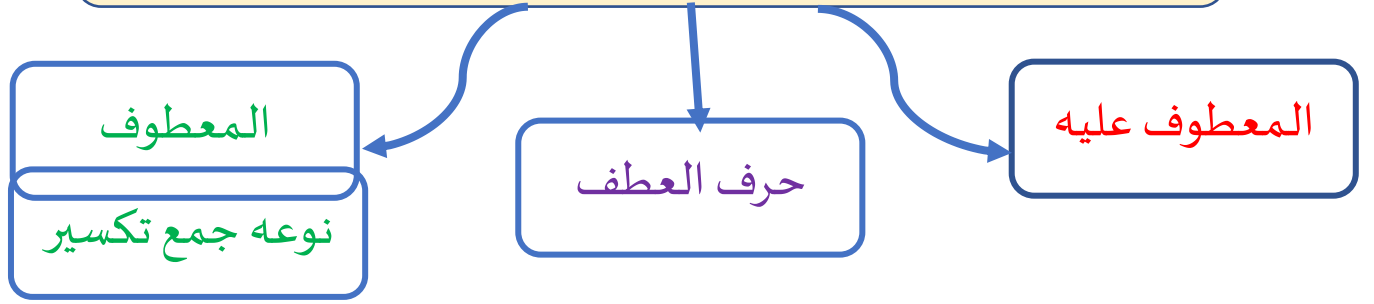 المعطوف عليه
حرف العطف
المعطوف
نوعه جمع تكسير